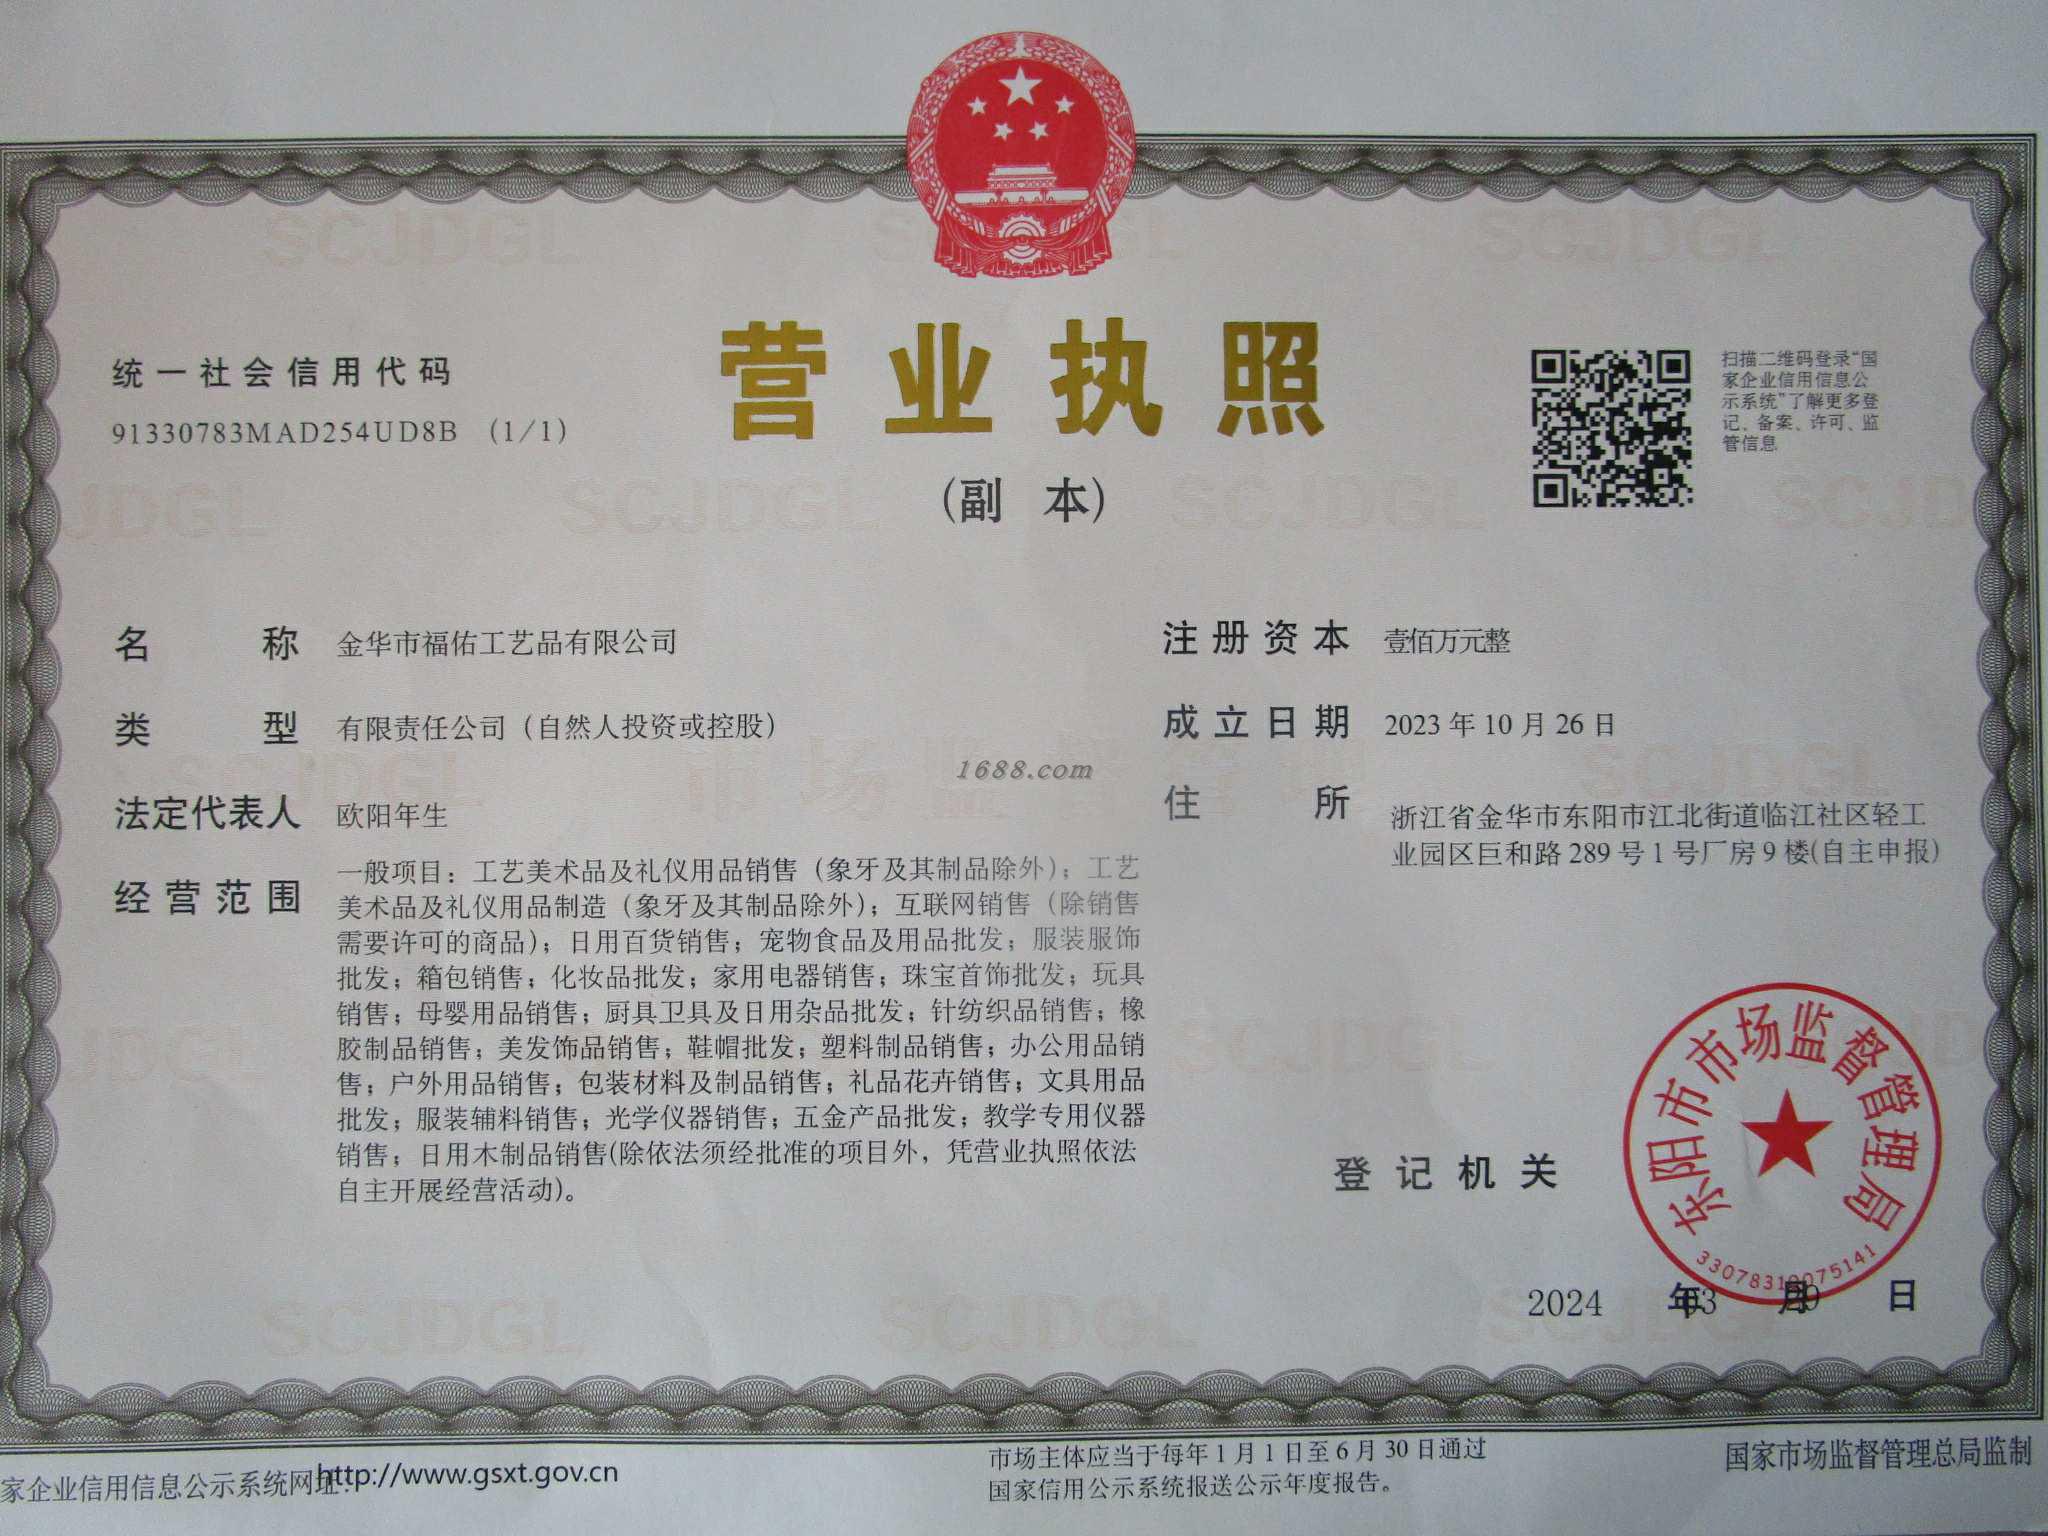 营业执照
(副 本)
统一社会信用代码
91330783MAD254UD8B (1/1)
扫描二维码登录“国
家企业信用信息公
示系统”了解更多登
记、备案、许可、监
管信息
名 称 金华市福佑工艺品有限公司
类 型 有限责任公司（自然人投资或控股）
法定代表人 欧阳年生
经营范围 一般项目：工艺美术品及礼仪用品销售（象牙及其制品除外）；工艺
美术品及礼仪用品制造（象牙及其制品除外）；互联网销售（除销售
需要许可的商品）；日用百货销售；宠物食品及用品批发；服装服饰
批发；箱包销售；化妆品批发；家用电器销售；珠宝首饰批发；玩具
销售；母婴用品销售；厨具卫具及日用杂品批发；针纺织品销售；橡
胶制品销售；美发饰品销售；鞋帽批发；塑料制品销售；办公用品销
售；户外用品销售；包装材料及制品销售；礼品花卉销售；文具用品
批发；服装辅料销售；光学仪器销售；五金产品批发；教学专用仪器
销售；日用木制品销售(除依法须经批准的项目外，凭营业执照依法
自主开展经营活动)。
注册资本 壹佰万元整
成立日期 2023年10月26日
住 所 浙江省金华市东阳市江北街道临江社区轻工
业园区巨和路289号1号厂房9楼(自主申报)
1688.com
登记机关
东阳市市场监督管理局
33078310075141
2024 年03 月29 日
家企业信用信息公示系统网址:http://www.gsxt.gov.cn
市场主体应当于每年1月1日至6月30日通过
国家信用公示系统报送公示年度报告。
国家市场监督管理总局监制
SCJDGL
市场监督管理